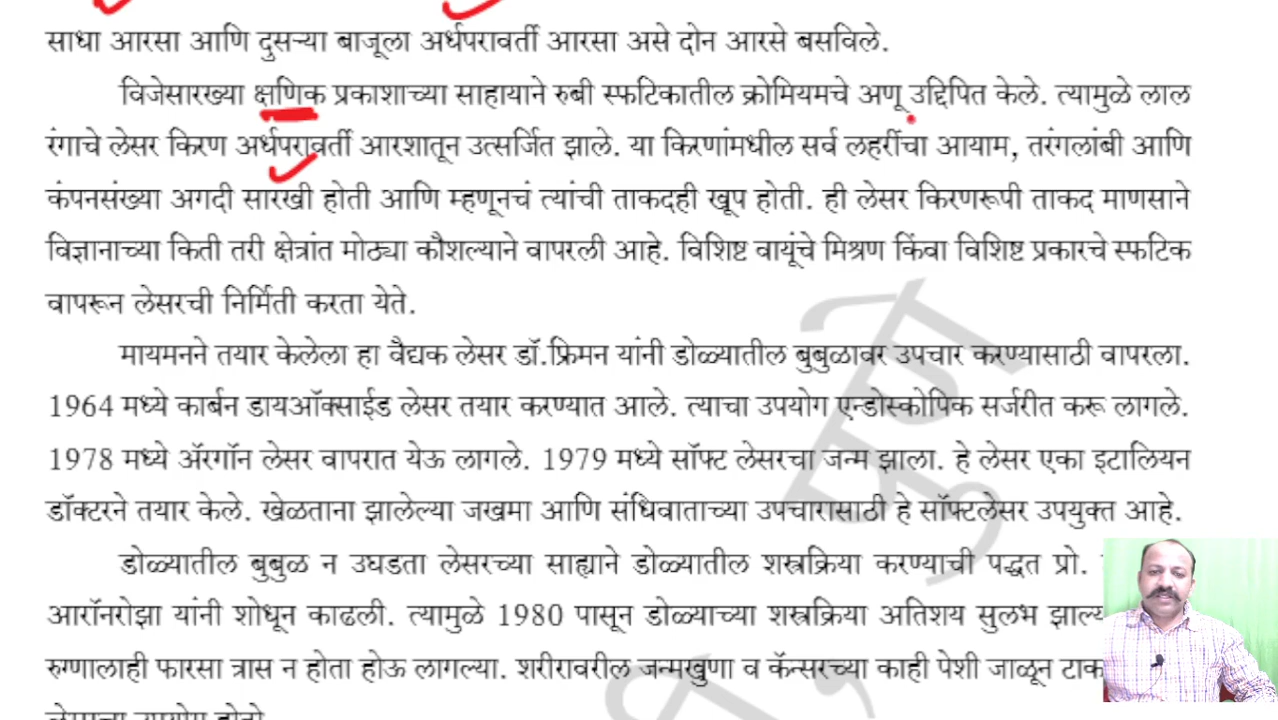 साधा आरसा आणि दुसऱ्या बाजूला अर्धपरावर्ती आरसा असे दोन आरसे बसविले.
विजेसारख्या क्षणिक प्रकाशाच्या साहायाने रुबी स्फटिकातील क्रोमियमचे अणू उद्दिपित केले. त्यामुळे लाल
रंगाचे लेसर किरण अर्धपरावर्ती आरशातून उत्सर्जित झाले. या किरणांमधील सर्व लहरींचा आयाम, तरंगलांबी आणि
कंपनसंख्या अगदी सारखी होती आणि म्हणूनचं त्यांची ताकदही खूप होती. ही लेसर किरणरूपी ताकद माणसाने
विज्ञानाच्या किती तरी क्षेत्रांत मोठ्या कौशल्याने वापरली आहे. विशिष्ट वायूंचे मिश्रण किंवा विशिष्ट प्रकारचे स्फटिक
वापरून लेसरची निर्मिती करता येते.
मायमनने तयार केलेला हा वैद्यक लेसर डॉ.फ्रिमन यांनी डोळ्यातील बुबुळावर उपचार करण्यासाठी वापरला.
1964 मध्ये कार्बन डायऑक्साईड लेसर तयार करण्यात आले. त्याचा उपयोग एन्डोस्कोपिक सर्जरीत करू लागले.
1978 मध्ये ॲरगॉन लेसर वापरात येऊ लागले. 1979 मध्ये सॉफ्ट लेसरचा जन्म झाला. हे लेसर एका इटालियन
डॉक्टरने तयार केले. खेळताना झालेल्या जखमा आणि संधिवाताच्या उपचारासाठी हे सॉफ्टलेसर उपयुक्त आहे.
डोळ्यातील बुबुळ न उघडता लेसरच्या साह्याने डोळ्यातील शस्त्रक्रिया करण्याची पद्धत प्रो.
आरॉनरोझा यांनी शोधून काढली. त्यामुळे 1980 पासून डोळ्याच्या शस्त्रक्रिया अतिशय सुलभ
रुग्णालाही फारसा त्रास न होता होऊ लागल्या. शरीरावरील जन्मखुणा व कॅन्सरच्या काही पेशी जाळून